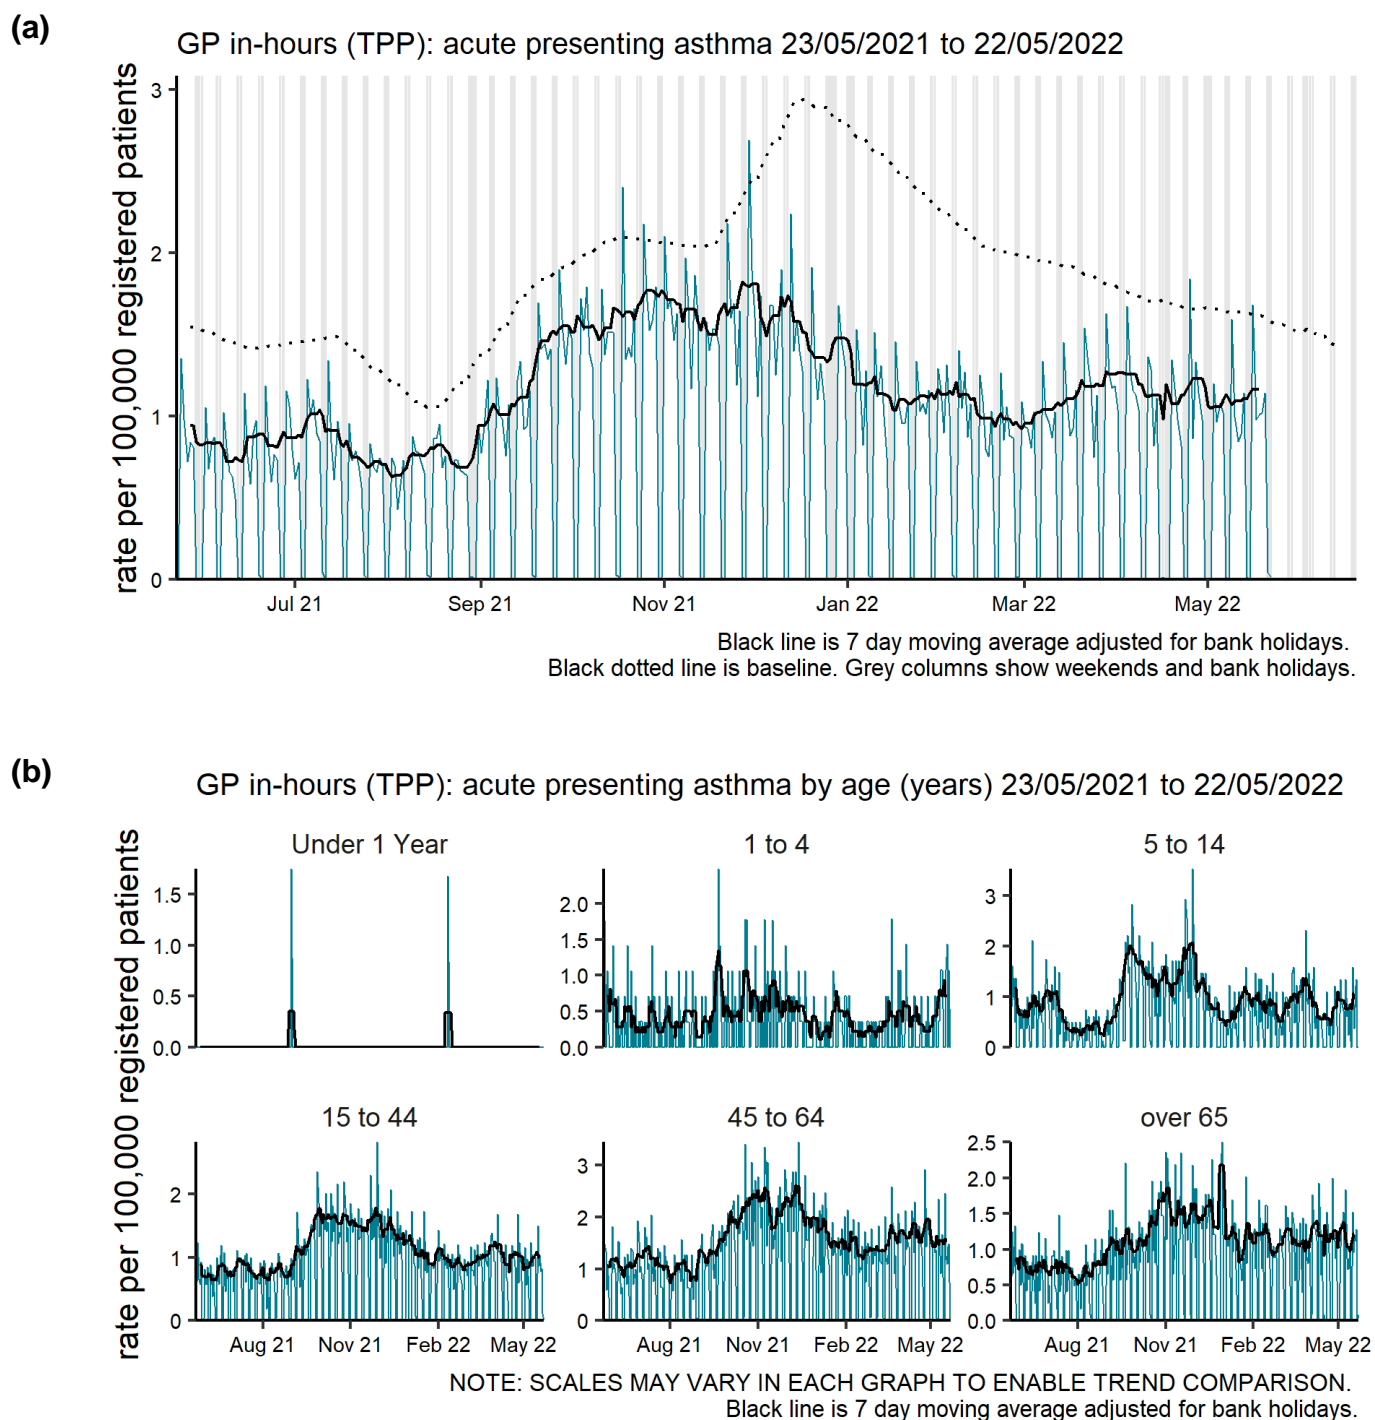 (a)
GP in-hours (TPP): acute presenting asthma 23/05/2021 to 22/05/2022
rate per 100,000 registered patients
3
2
1
0
Jul 21 Sep 21 Nov 21 Jan 22 Mar 22 May 22
Black line is 7 day moving average adjusted for bank holidays.
Black dotted line is baseline. Grey columns show weekends and bank holidays.
(b)
GP in-hours (TPP): acute presenting asthma by age (years) 23/05/2021 to 22/05/2022
rate per 100,000 registered patients
Under 1 Year
1.5
1.0
0.5
0.0
1 to 4
2.0
1.5
1.0
0.5
0.0
5 to 14
3
2
1
0
15 to 44
2
1
0
Aug 21 Nov 21 Feb 22 May 22
45 to 64
3
2
1
0
Aug 21 Nov 21 Feb 22 May 22
over 65
2.5
2.0
1.5
1.0
0.5
0.0
Aug 21 Nov 21 Feb 22 May 22
NOTE: SCALES MAY VARY IN EACH GRAPH TO ENABLE TREND COMPARISON.
Black line is 7 day moving average adjusted for bank holidays.